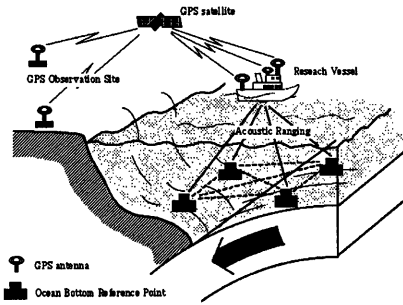 GPS satellite
GPS Observation Site
Reseach Vessel
Acoustic Ranging
GPS antenna
Ocean Bottom Reference Point